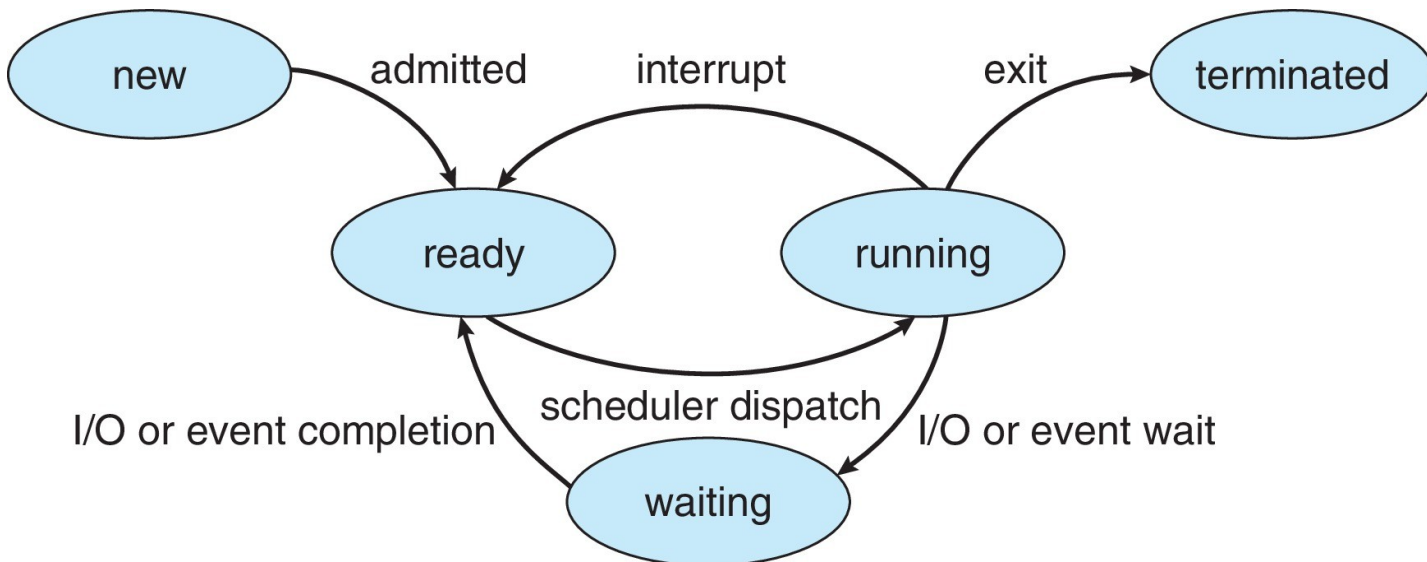 new
admitted
interrupt
exit
terminated
ready
running
scheduler dispatch
I/O or event completion
I/O or event wait
waiting